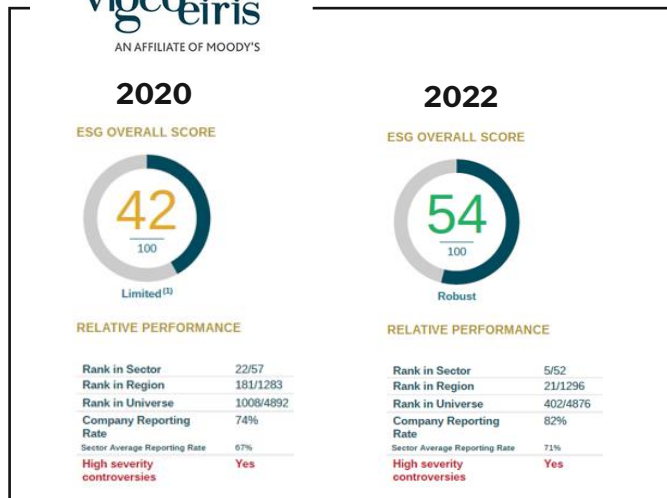 vigeo eiris
AN AFFILIATE OF MOODY'S
2020
ESG OVERALL SCORE
42
100
Limited (1)
RELATIVE PERFORMANCE
Rank in Sector 22/57
Rank in Region 181/1283
Rank in Universe 1008/4892
Company Reporting 74%
Rate
Sector Average Reporting Rate 67%
High severity Yes
controversies
2022
ESG OVERALL SCORE
54
100
Robust
RELATIVE PERFORMANCE
Rank in Sector 5/52
Rank in Region 21/1296
Rank in Universe 402/4876
Company Reporting 82%
Rate
Sector Average Reporting Rate 71%
High severity Yes
controversies